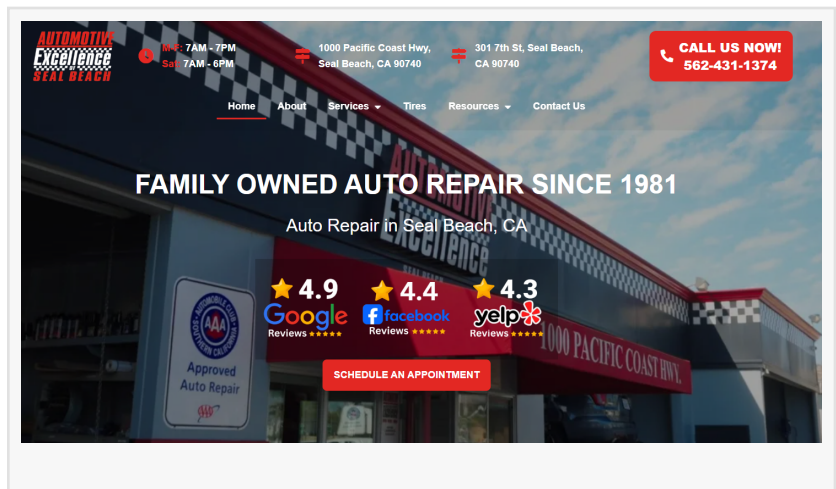 AUTOMOTIVE
Excellence
OF
SEAL BEACH
M-F: 7AM - 7PM
Sat: 7AM - 6PM
1000 Pacific Coast Hwy,
Seal Beach, CA 90740
301 7th St, Seal Beach,
CA 90740
CALL US NOW!
562-431-1374
Home About Services Tires Resources Contact Us
FAMILY OWNED AUTO REPAIR SINCE 1981
Auto Repair in Seal Beach, CA
AUTOMOTIVE
Excellence
4.9
Google
Reviews
4.4
facebook
Reviews
4.3
yelp
Reviews
SCHEDULE AN APPOINTMENT
AUTOMOBILE CLUB OF
AAA
SOUTHERN CALIFORNIA
Approved
Auto Repair
AAA
1000 PACIFIC COAST HWY.